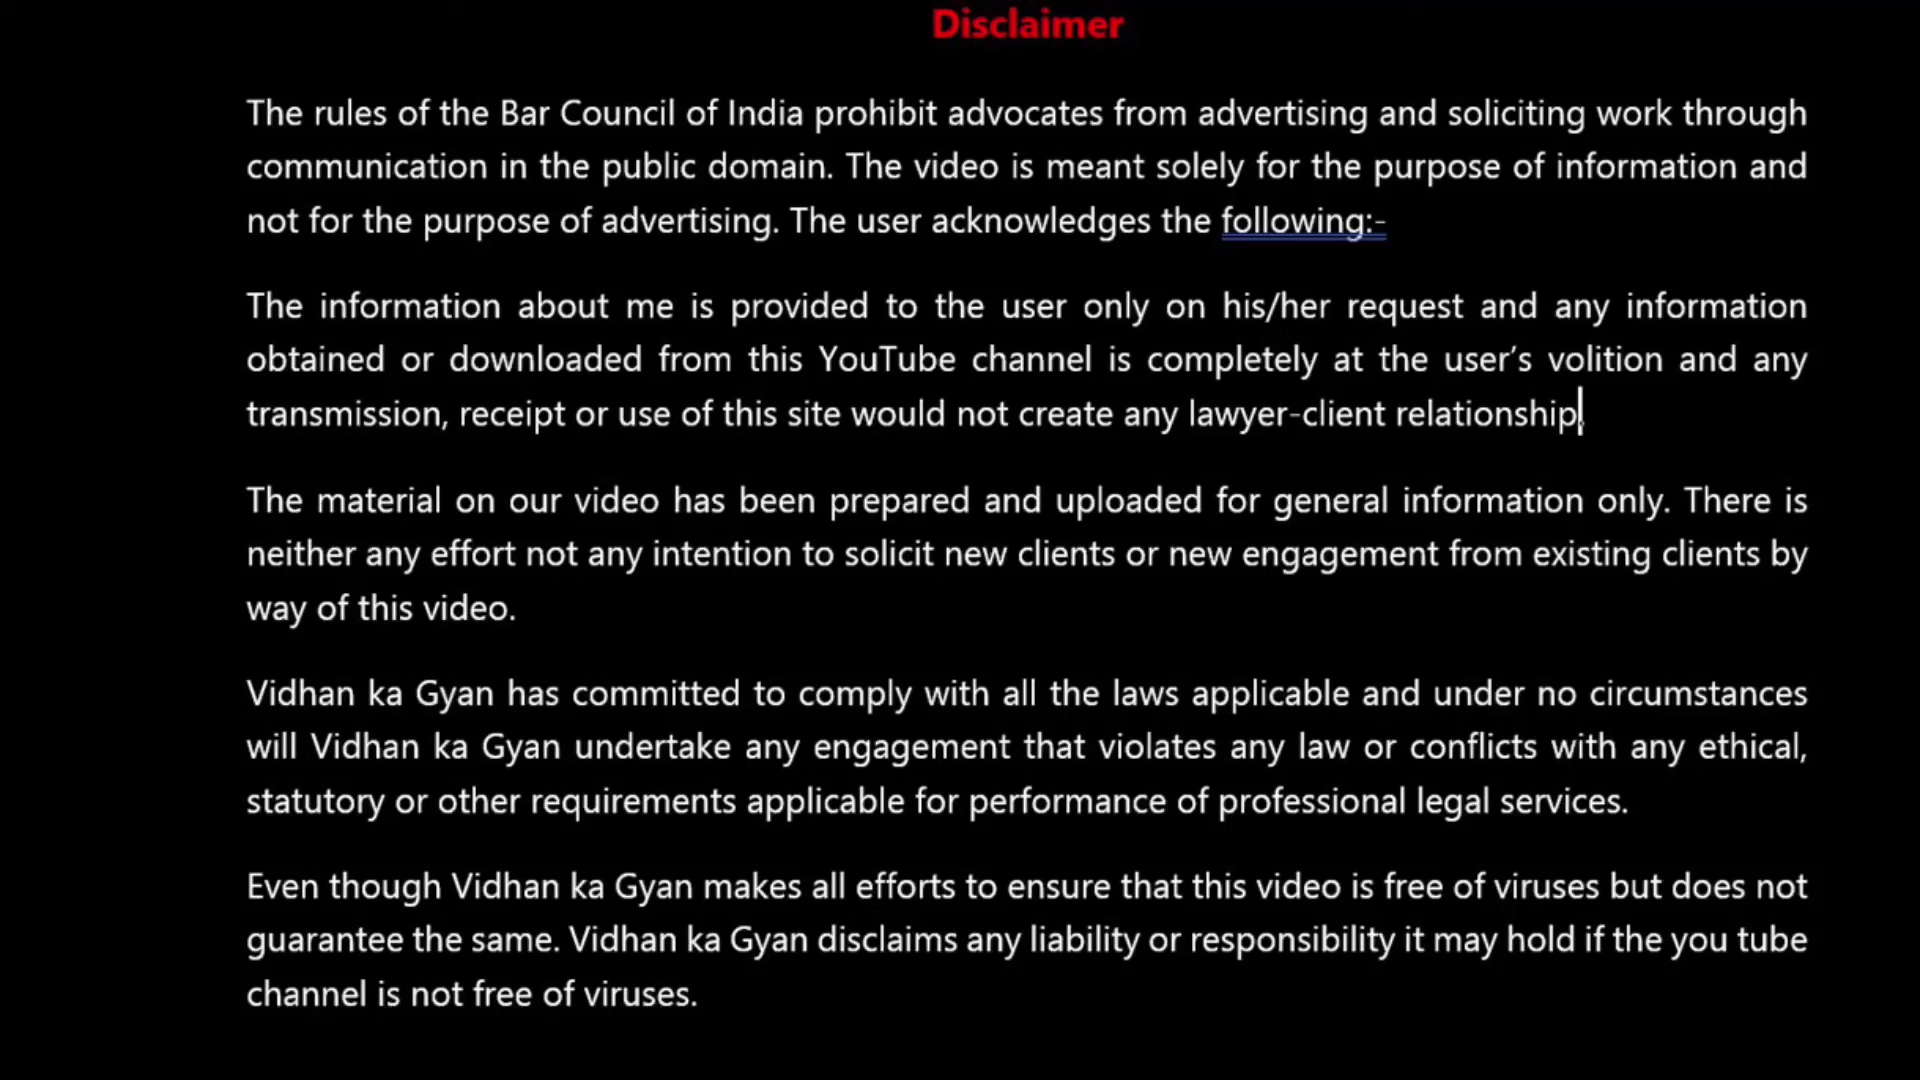 Disclaimer
The rules of the Bar Council of India prohibit advocates from advertising and soliciting work through
communication in the public domain. The video is meant solely for the purpose of information and
not for the purpose of advertising. The user acknowledges the following:-
The information about me is provided to the user only on his/her request and any information
obtained or downloaded from this YouTube channel is completely at the user’s volition and any
transmission, receipt or use of this site would not create any lawyer-client relationship.
The material on our video has been prepared and uploaded for general information only. There is
neither any effort not any intention to solicit new clients or new engagement from existing clients by
way of this video.
Vidhan ka Gyan has committed to comply with all the laws applicable and under no circumstances
will Vidhan ka Gyan undertake any engagement that violates any law or conflicts with any ethical,
statutory or other requirements applicable for performance of professional legal services.
Even though Vidhan ka Gyan makes all efforts to ensure that this video is free of viruses but does not
guarantee the same. Vidhan ka Gyan disclaims any liability or responsibility it may hold if the you tube
channel is not free of viruses.